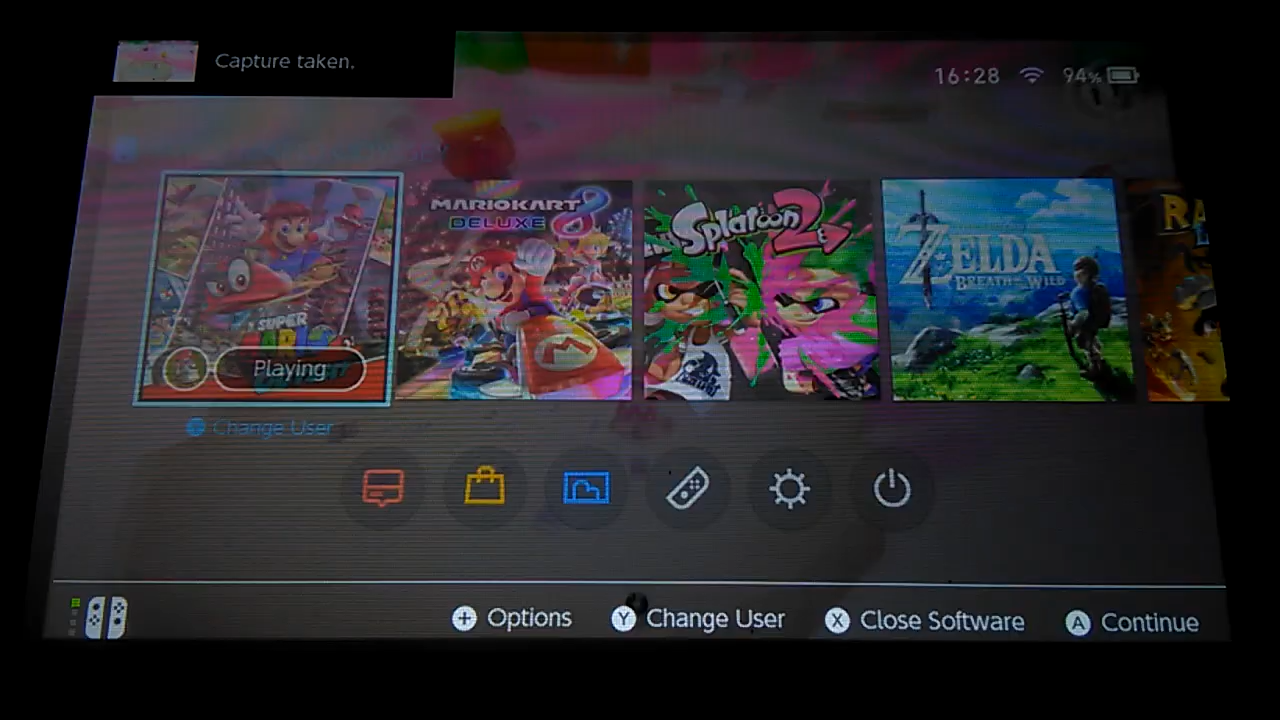 Capture taken.
16:28 94%
MARIOKART 8
DELUXE
Splatoon 2
ZELDA
BREATH OF THE WILD
RA
SUPER
Playing
Change User
Options Change User Close Software Continue